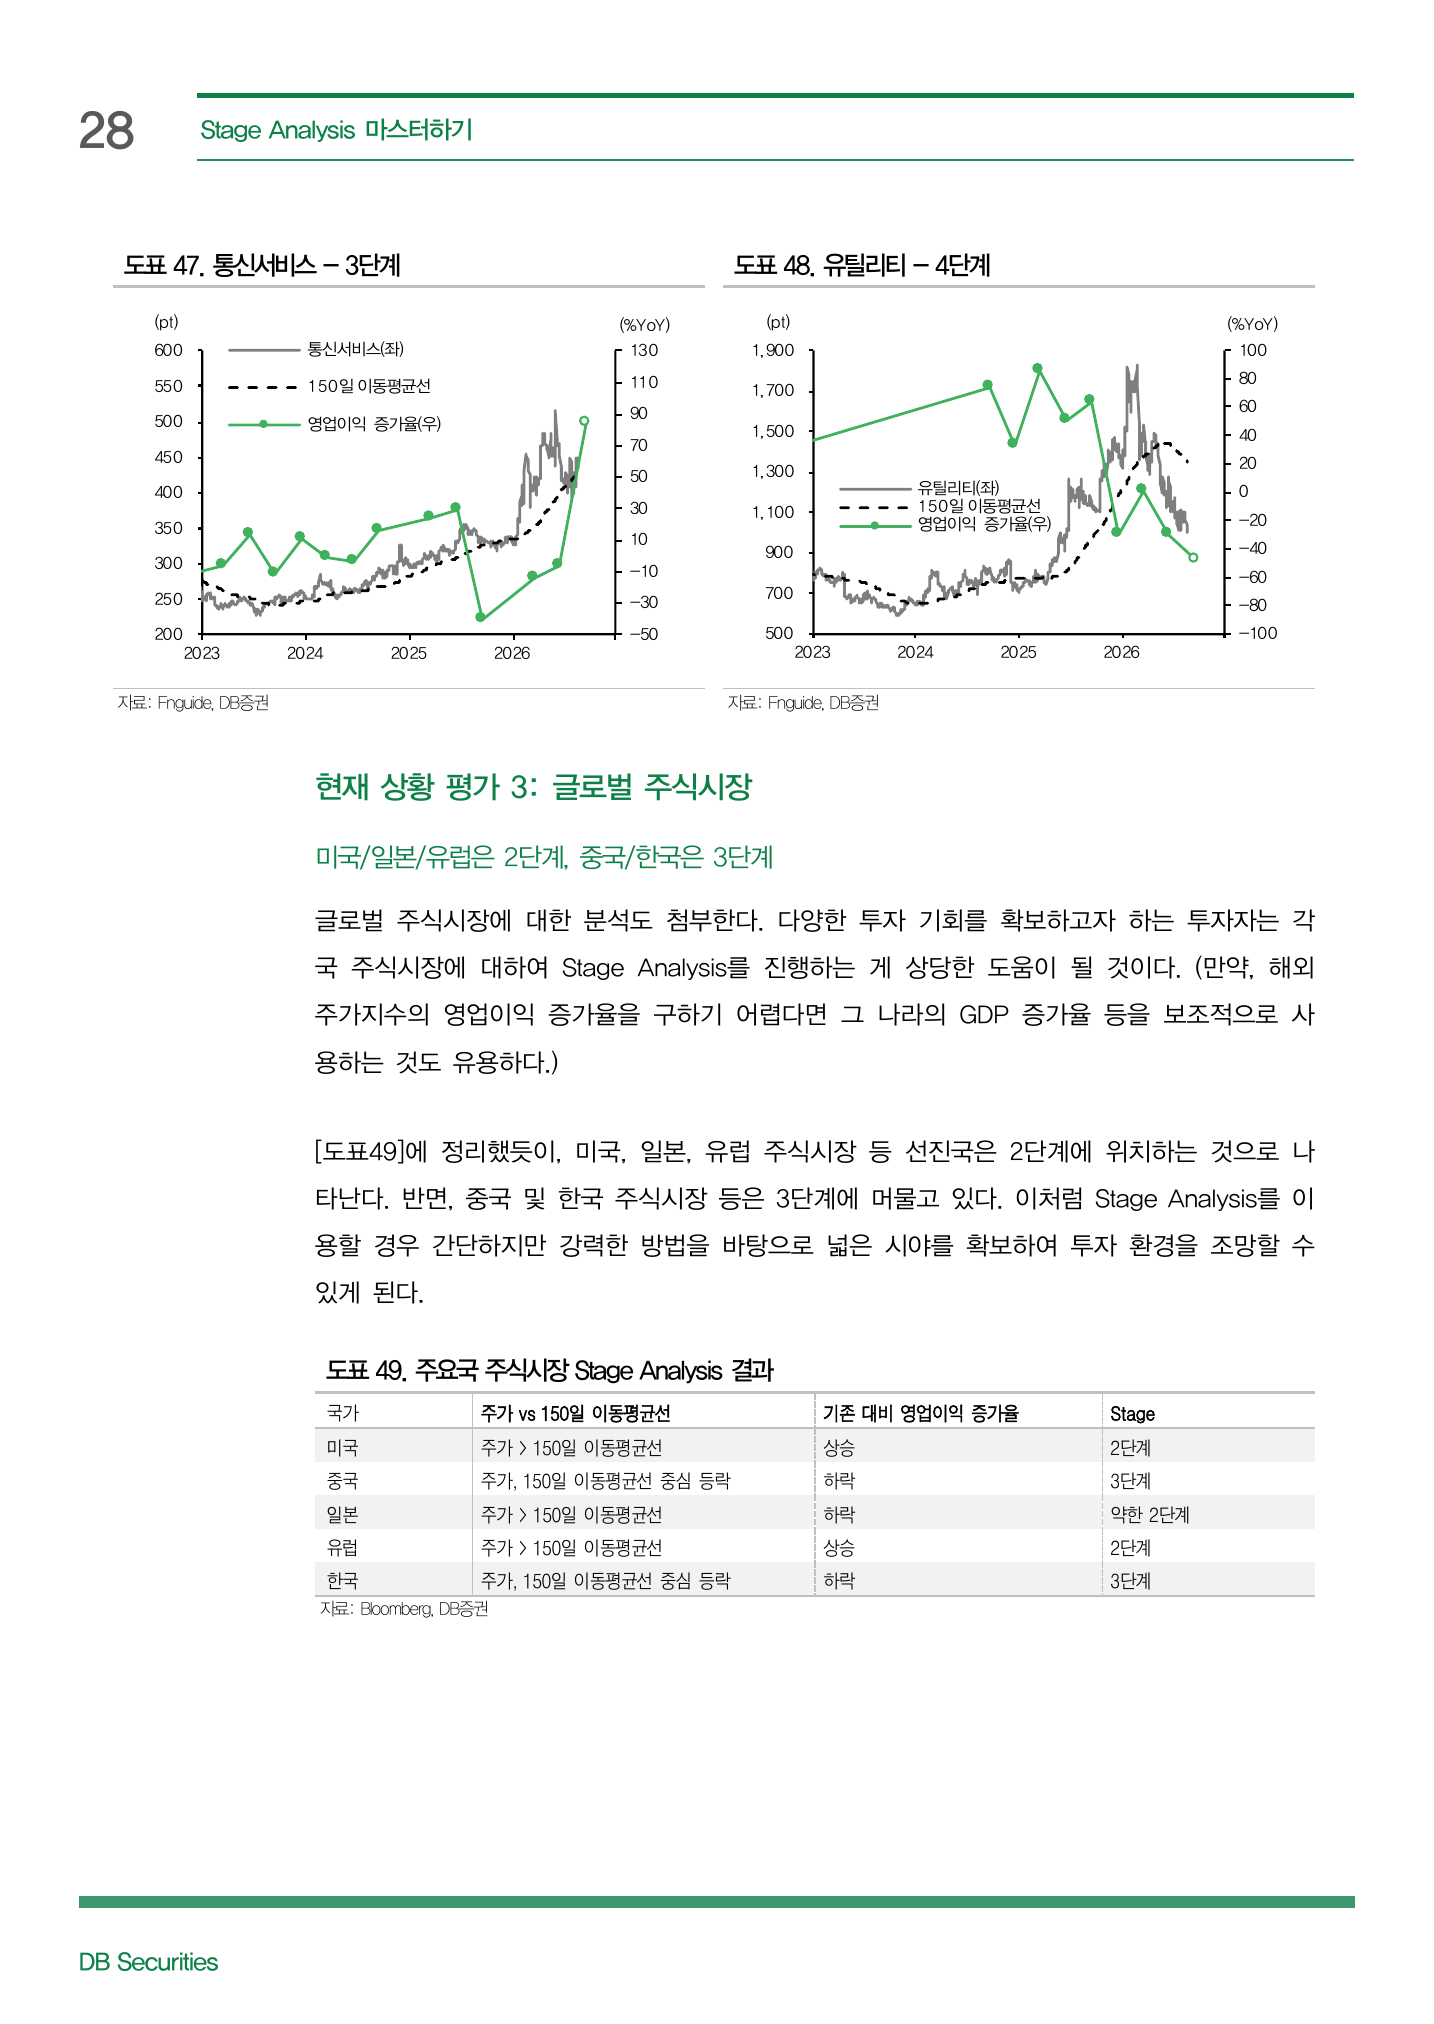 28
Stage Analysis 마스터하기
도표 47. 통신서비스 – 3단계
(pt)
(%YoY)
600
550
500
450
400
350
300
250
200
통신서비스(좌)
150일 이동평균선
영업이익 증가율(우)
130
110
90
70
50
30
10
–10
–30
–50
2023 2024 2025 2026
자료: Fnguide, DB증권
도표 48. 유틸리티 – 4단계
(pt)
(%YoY)
1,900
1,700
1,500
1,300
1,100
900
700
500
유틸리티(좌)
150일 이동평균선
영업이익 증가율(우)
100
80
60
40
20
0
–20
–40
–60
–80
–100
2023 2024 2025 2026
자료: Fnguide, DB증권
현재 상황 평가 3: 글로벌 주식시장
미국/일본/유럽은 2단계, 중국/한국은 3단계
글로벌 주식시장에 대한 분석도 첨부한다. 다양한 투자 기회를 확보하고자 하는 투자자는 각
국 주식시장에 대하여 Stage Analysis를 진행하는 게 상당한 도움이 될 것이다. (만약, 해외
주가지수의 영업이익 증가율을 구하기 어렵다면 그 나라의 GDP 증가율 등을 보조적으로 사
용하는 것도 유용하다.)
[도표49]에 정리했듯이, 미국, 일본, 유럽 주식시장 등 선진국은 2단계에 위치하는 것으로 나
타난다. 반면, 중국 및 한국 주식시장 등은 3단계에 머물고 있다. 이처럼 Stage Analysis를 이
용할 경우 간단하지만 강력한 방법을 바탕으로 넓은 시야를 확보하여 투자 환경을 조망할 수
있게 된다.
도표 49. 주요국 주식시장 Stage Analysis 결과
국가 주가 vs 150일 이동평균선 기존 대비 영업이익 증가율 Stage
미국 주가 > 150일 이동평균선 상승 2단계
중국 주가, 150일 이동평균선 중심 등락 하락 3단계
일본 주가 > 150일 이동평균선 하락 약한 2단계
유럽 주가 > 150일 이동평균선 상승 2단계
한국 주가, 150일 이동평균선 중심 등락 하락 3단계
자료: Bloomberg, DB증권
DB Securities